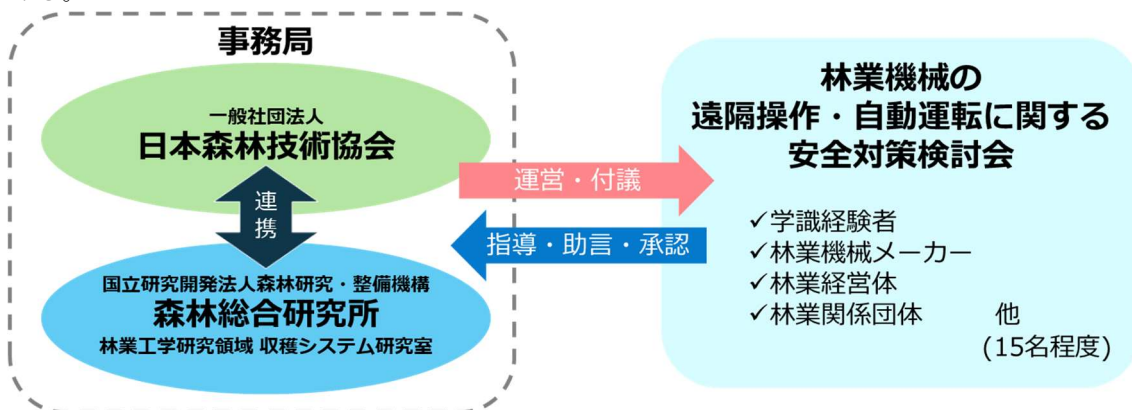 事務局
一般社団法人
日本森林技術協会
連携
国立研究開発法人森林研究・整備機構
森林総合研究所
林業工学研究領域 収穫システム研究室
運営・付議
指導・助言・承認
林業機械の
遠隔操作・自動運転に関する
安全対策検討会
✓学識経験者
✓林業機械メーカー
✓林業経営体
✓林業関係団体 他
(15名程度)